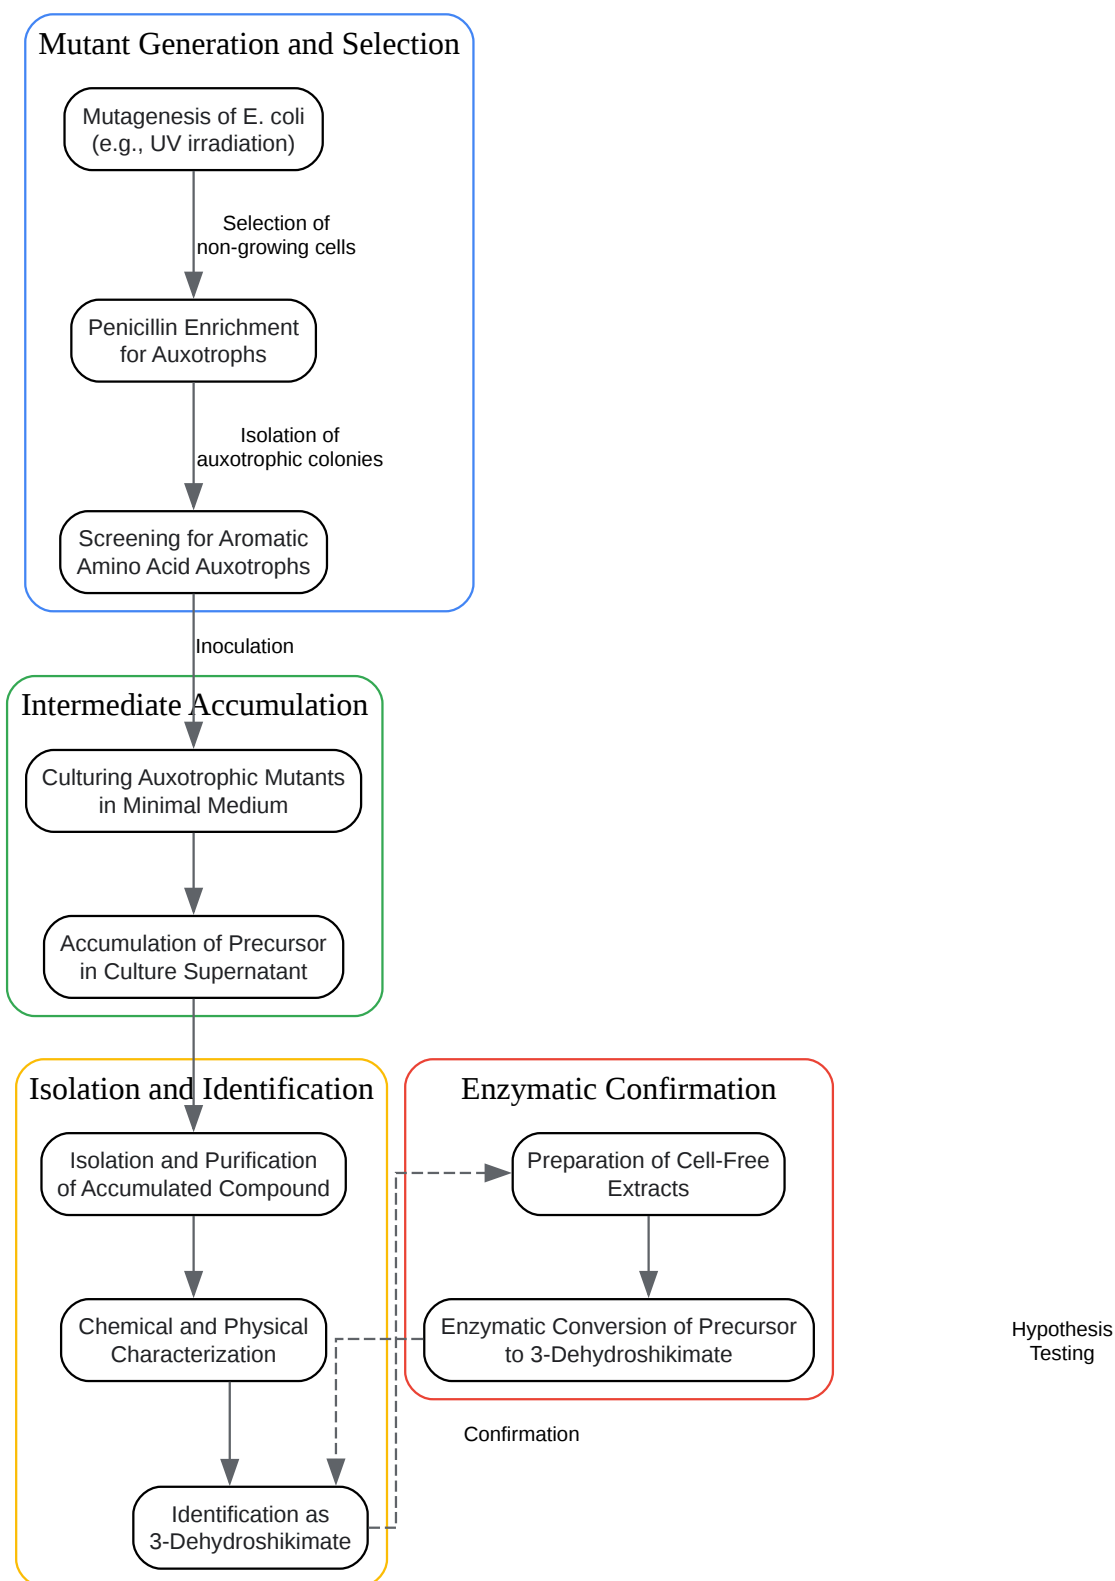 Mutant Generation and Selection
Mutagenesis of E. coli
(e.g., UV irradiation)
Selection of
non-growing cells
Penicillin Enrichment
for Auxotrophs
Isolation of
auxotrophic colonies
Screening for Aromatic
Amino Acid Auxotrophs
Inoculation
Intermediate Accumulation
Culturing Auxotrophic Mutants
in Minimal Medium
Accumulation of Precursor
in Culture Supernatant
Isolation and Identification
Isolation and Purification
of Accumulated Compound
Chemical and Physical
Characterization
Identification as
3-Dehydroshikimate
Enzymatic Confirmation
Preparation of Cell-Free
Extracts
Enzymatic Conversion of Precursor
to 3-Dehydroshikimate
Confirmation
Hypothesis
Testing